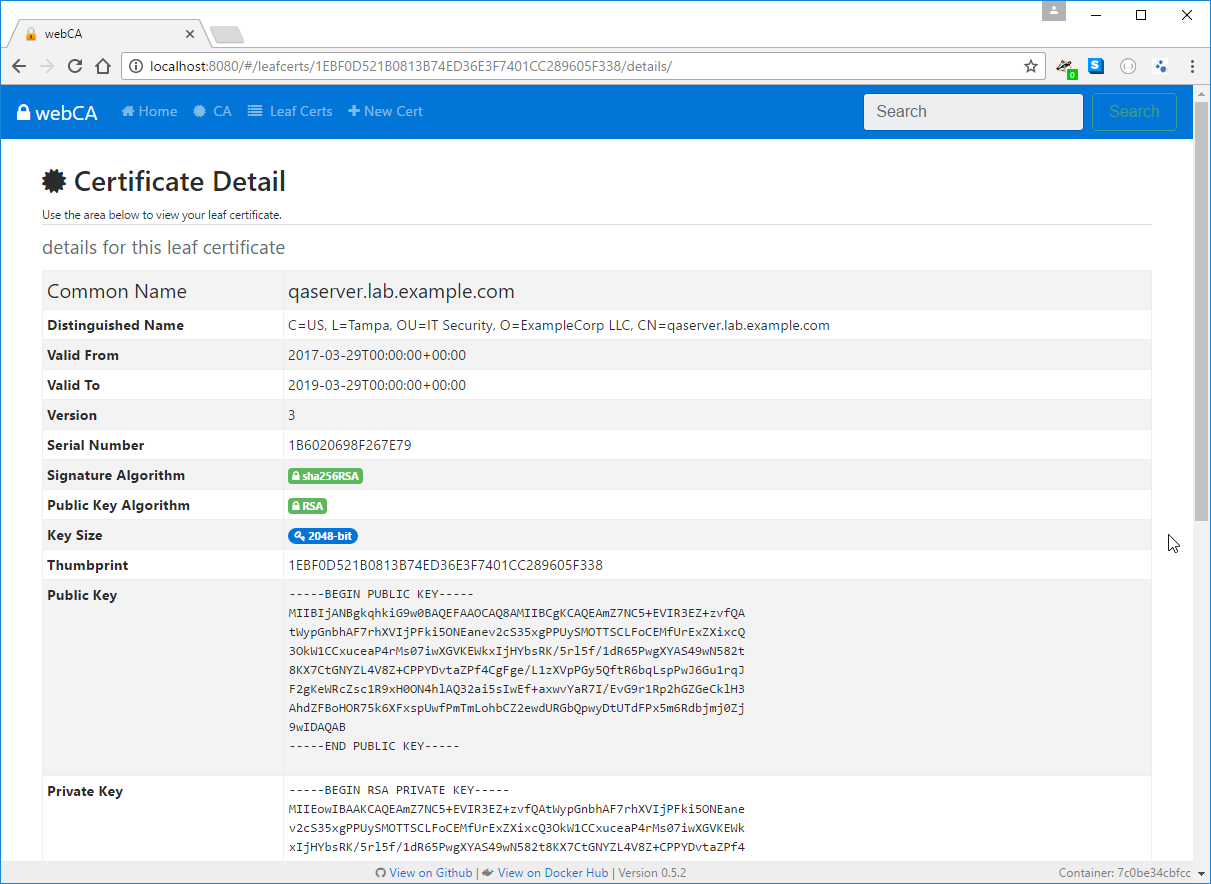 webCA
localhost:8080/#/leafcerts/1EBF0D521B0813B74ED36E3F7401CC289605F338/details/
0
S
webCA Home CA Leaf Certs New Cert Search Search
Certificate Detail
Use the area below to view your leaf certificate.
details for this leaf certificate
Common Name qaserver.lab.example.com
Distinguished Name C=US, L=Tampa, OU=IT Security, O=ExampleCorp LLC, CN=qaserver.lab.example.com
Valid From 2017-03-29T00:00:00+00:00
Valid To 2019-03-29T00:00:00+00:00
Version 3
Serial Number 1B6020698F267E79
Signature Algorithm sha256RSA
Public Key Algorithm RSA
Key Size 2048-bit
Thumbprint 1EBF0D521B0813B74ED36E3F7401CC289605F338
Public Key -----BEGIN PUBLIC KEY-----
MIIBIjANBgkqhkiG9w0BAQEFAAOCAQ8AMIIBCgKCAQEAmZ7NC5+EVIR3EZ+zvfQA
tWypGnbhAF7rhXVIjPFki5ONEanev2cS35xgPPUySMOTTSCLFoCEMfUrExZXixcQ
3OkW1CCxuceaP4rMs07iwXGVKEWkxIjHYbsRK/5rl5f/1dR65PwgXYAS49wN582t
8KX7CtGNYZL4V8Z+CPPYDvtaZPf4CgFge/L1zXVpPGy5QftR6bqLspPwJ6Gu1rqJ
F2gKeWRcZsc1R9xH0ON4hlAQ32ai5sIwEf+axwvYaR7I/EvG9r1Rp2hGZGeCklH3
AhdZFBoHOR75k6XFxspUwfPmTmLohbCZ2ewdURGbQpwyDtUTdFPx5m6Rdbjmj0Zj
9wIDAQAB
-----END PUBLIC KEY-----
Private Key -----BEGIN RSA PRIVATE KEY-----
MIIEowIBAAKCAQEAmZ7NC5+EVIR3EZ+zvfQAtWypGnbhAF7rhXVIjPFki5ONEane
v2cS35xgPPUySMOTTSCLFoCEMfUrExZXixcQ3OkW1CCxuceaP4rMs07iwXGVKEWk
xIjHYbsRK/5rl5f/1dR65PwgXYAS49wN582t8KX7CtGNYZL4V8Z+CPPYDvtaZPf4
View on Github | View on Docker Hub | Version 0.5.2 Container: 7c0be34cbfcc